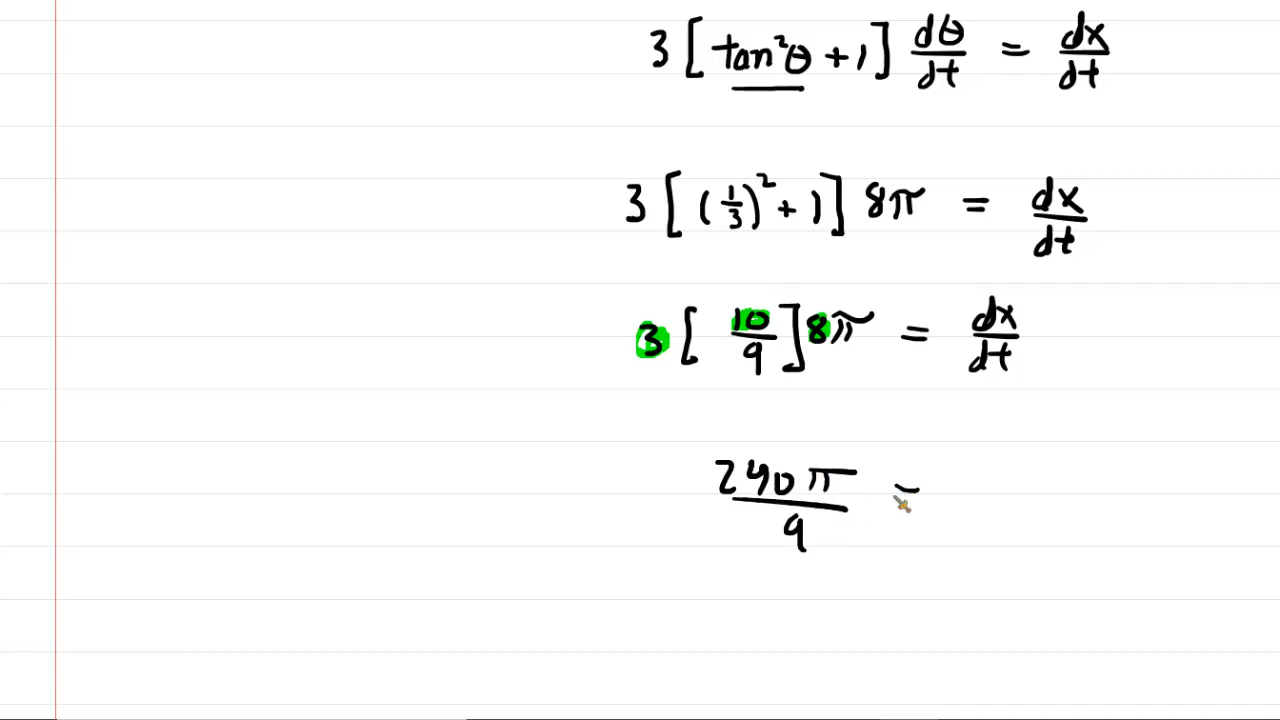 3 [ tan²θ + 1 ] dθ/dt = dx/dt
3 [ (1/3)² + 1 ] 8π = dx/dt
3 [ 10/9 ] 8π = dx/dt
240π/9 =